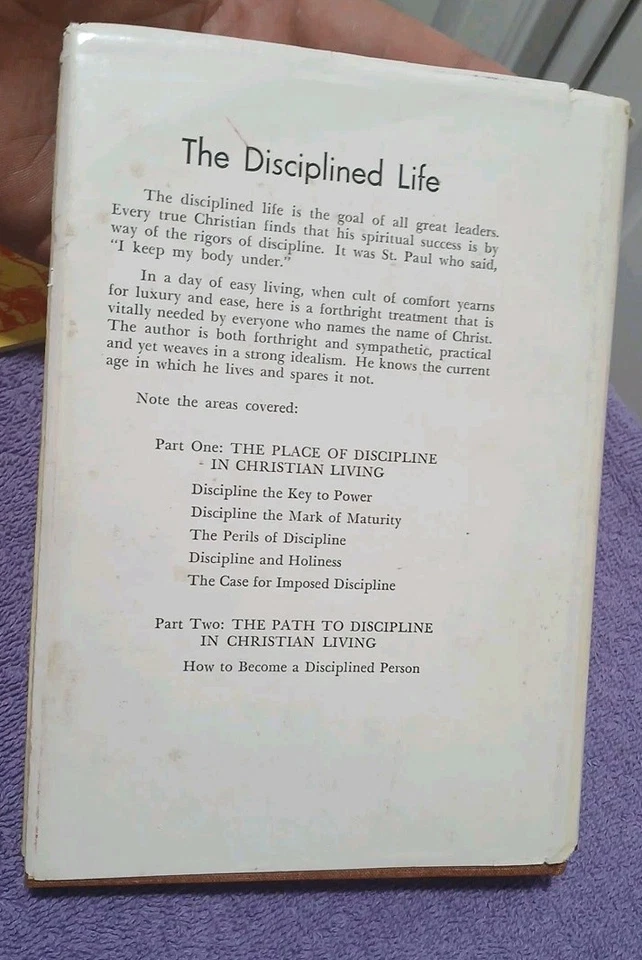 The Disciplined Life
The disciplined life is the goal of all great leaders.
Every true Christian finds that his spiritual success is by
way of the rigors of discipline. It was St. Paul who said,
"I keep my body under."
In a day of easy living, when cult of comfort yearns
for luxury and ease, here is a forthright treatment that is
vitally needed by everyone who names the name of Christ.
The author is both forthright and sympathetic, practical
and yet weaves in a strong idealism. He knows the current
age in which he lives and spares it not.
Note the areas covered:
Part One: THE PLACE OF DISCIPLINE
IN CHRISTIAN LIVING
Discipline the Key to Power
Discipline the Mark of Maturity
The Perils of Discipline
Discipline and Holiness
The Case for Imposed Discipline
Part Two: THE PATH TO DISCIPLINE
IN CHRISTIAN LIVING
How to Become a Disciplined Person